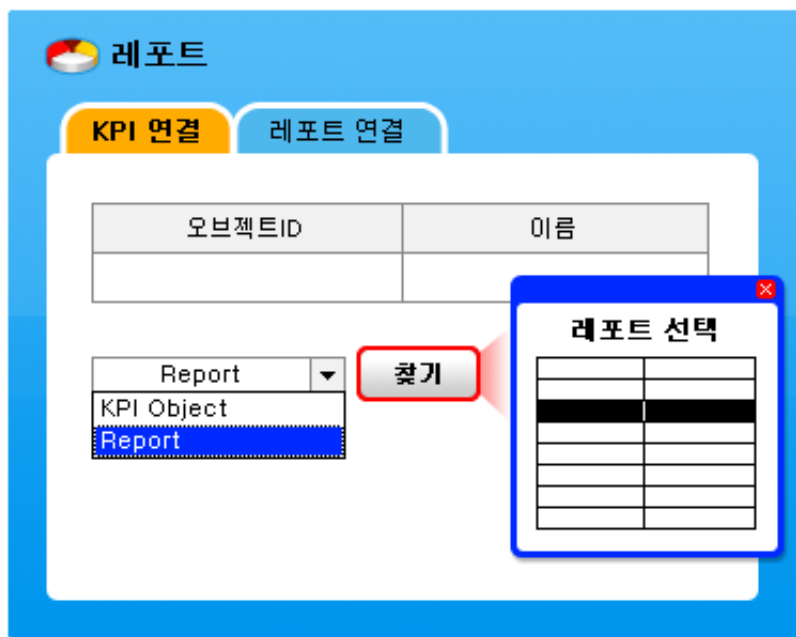 레포트
KPI 연결 레포트 연결
오브젝트ID 이름
레포트 선택
Report 찾기
KPI Object
Report